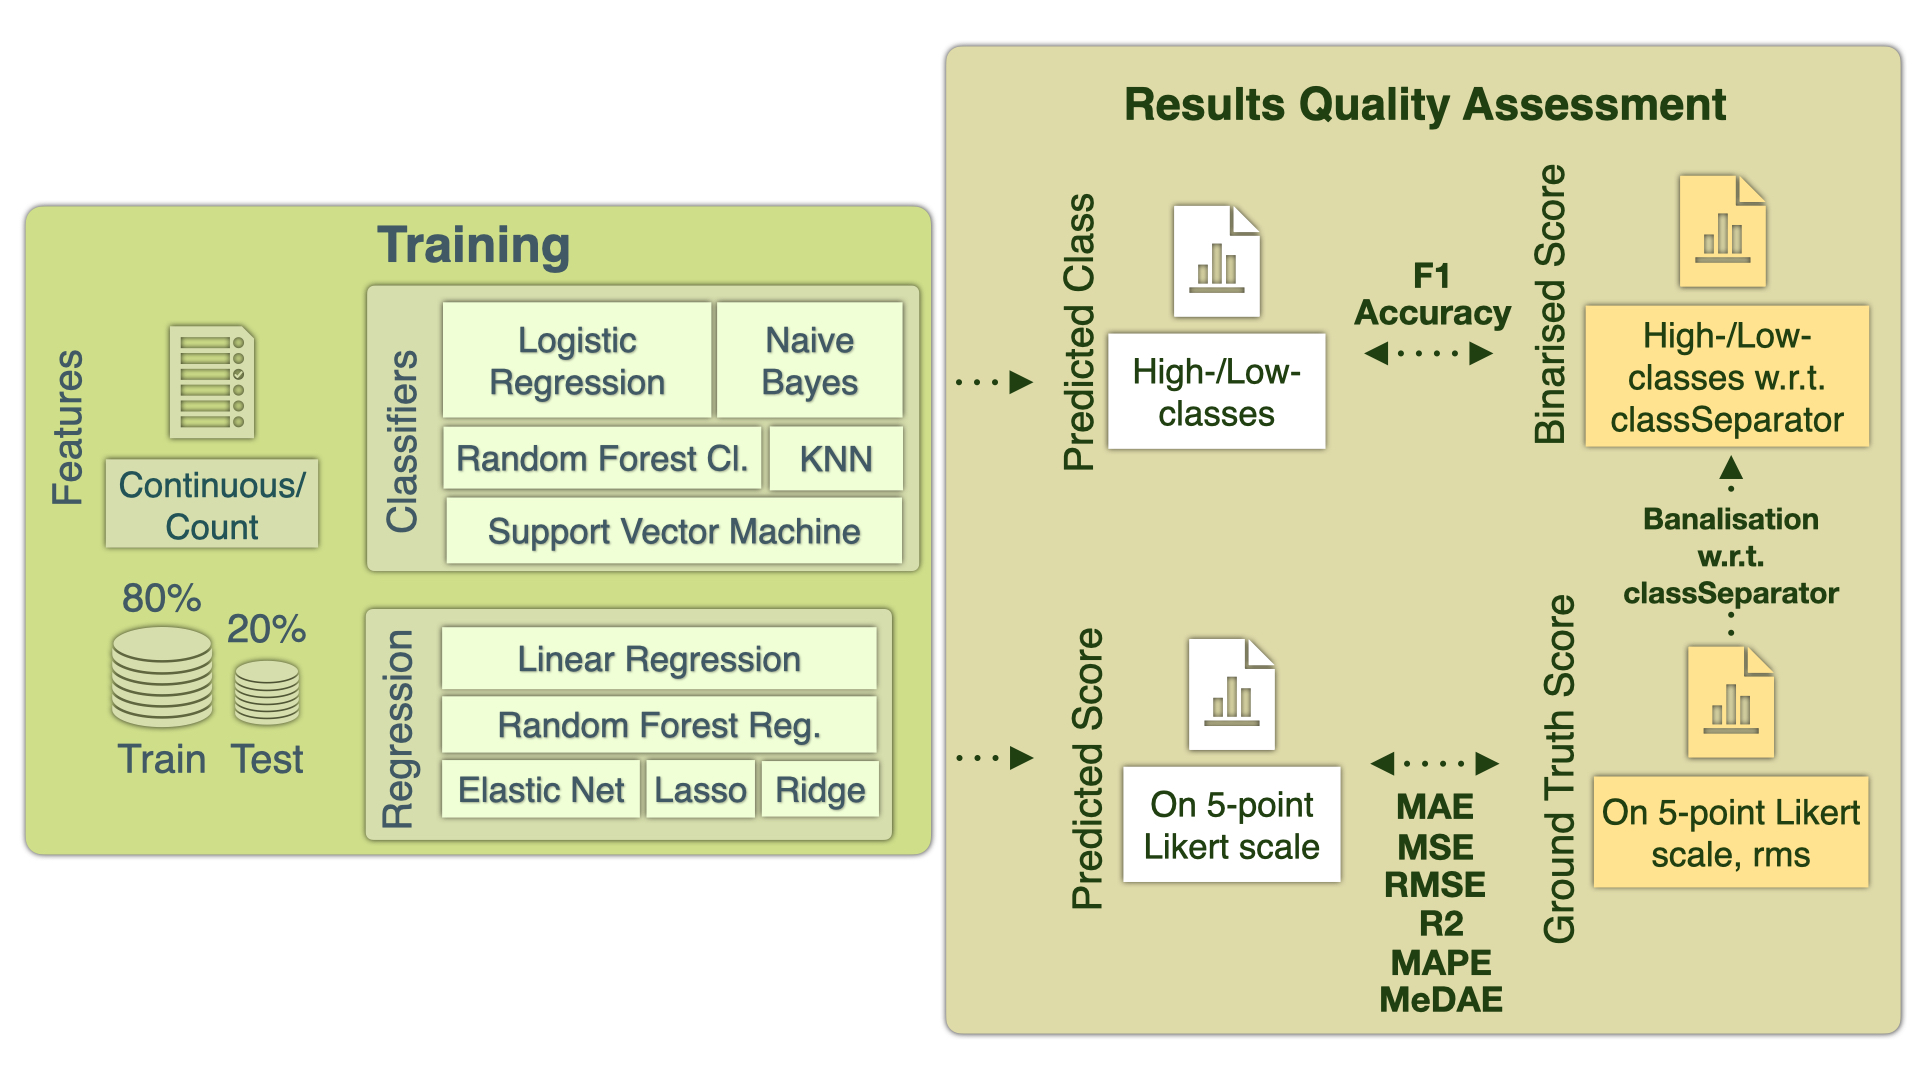 Training
Features
Continuous/
Count
80%
20%
Train
Test
Classifiers
Logistic
Regression
Naive
Bayes
Random Forest Cl.
KNN
Support Vector Machine
Regression
Linear Regression
Random Forest Reg.
Elastic Net
Lasso
Ridge
Results Quality Assessment
Predicted Class
High-/Low-
classes
F1
Accuracy
Binarised Score
High-/Low-
classes w.r.t.
classSeparator
Banalisation
w.r.t.
classSeparator
Predicted Score
On 5-point
Likert scale
MAE
MSE
RMSE
R2
MAPE
MeDAE
Ground Truth Score
On 5-point Likert
scale, rms